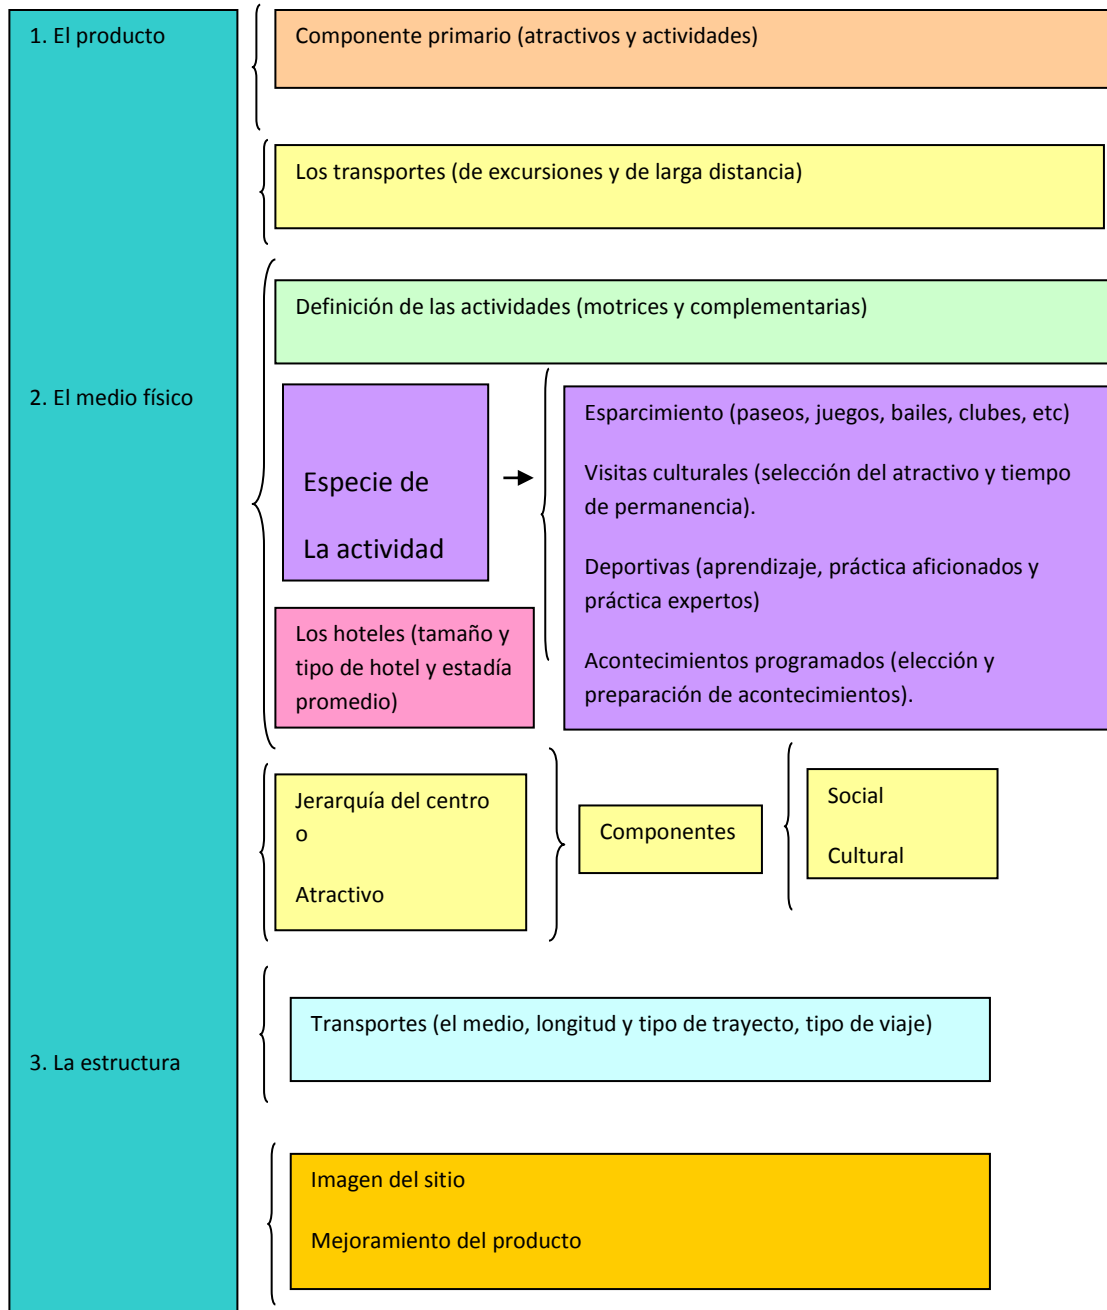 1. El producto
Componente primario (atractivos y actividades)
Los transportes (de excursiones y de larga distancia)
Definición de las actividades (motrices y complementarias)
2. El medio físico
Especie de
La actividad
Esparcimiento (paseos, juegos, bailes, clubes, etc)
Visitas culturales (selección del atractivo y tiempo
de permanencia).
Deportivas (aprendizaje, práctica aficionados y
práctica expertos)
Acontecimientos programados (elección y
preparación de acontecimientos).
Los hoteles (tamaño y
tipo de hotel y estadía
promedio)
Jerarquía del centro
o
Atractivo
Componentes
Social
Cultural
3. La estructura
Transportes (el medio, longitud y tipo de trayecto, tipo de viaje)
Imagen del sitio
Mejoramiento del producto